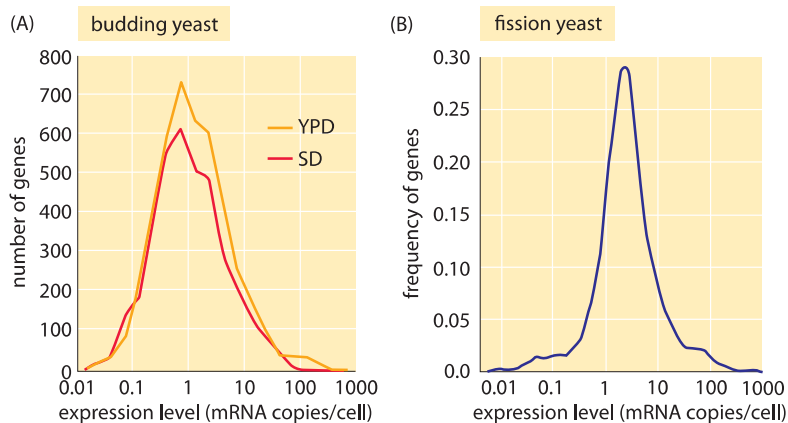 (A)
budding yeast
800
700
600
500
400
300
200
100
0
number of genes
YPD
SD
0.01
0.1
1
10
100
1000
expression level (mRNA copies/cell)
(B)
fission yeast
0.30
0.25
0.20
0.15
0.10
0.05
0.0
frequency of genes
0.01
0.1
1
10
100
1000
expression level (mRNA copies/cell)